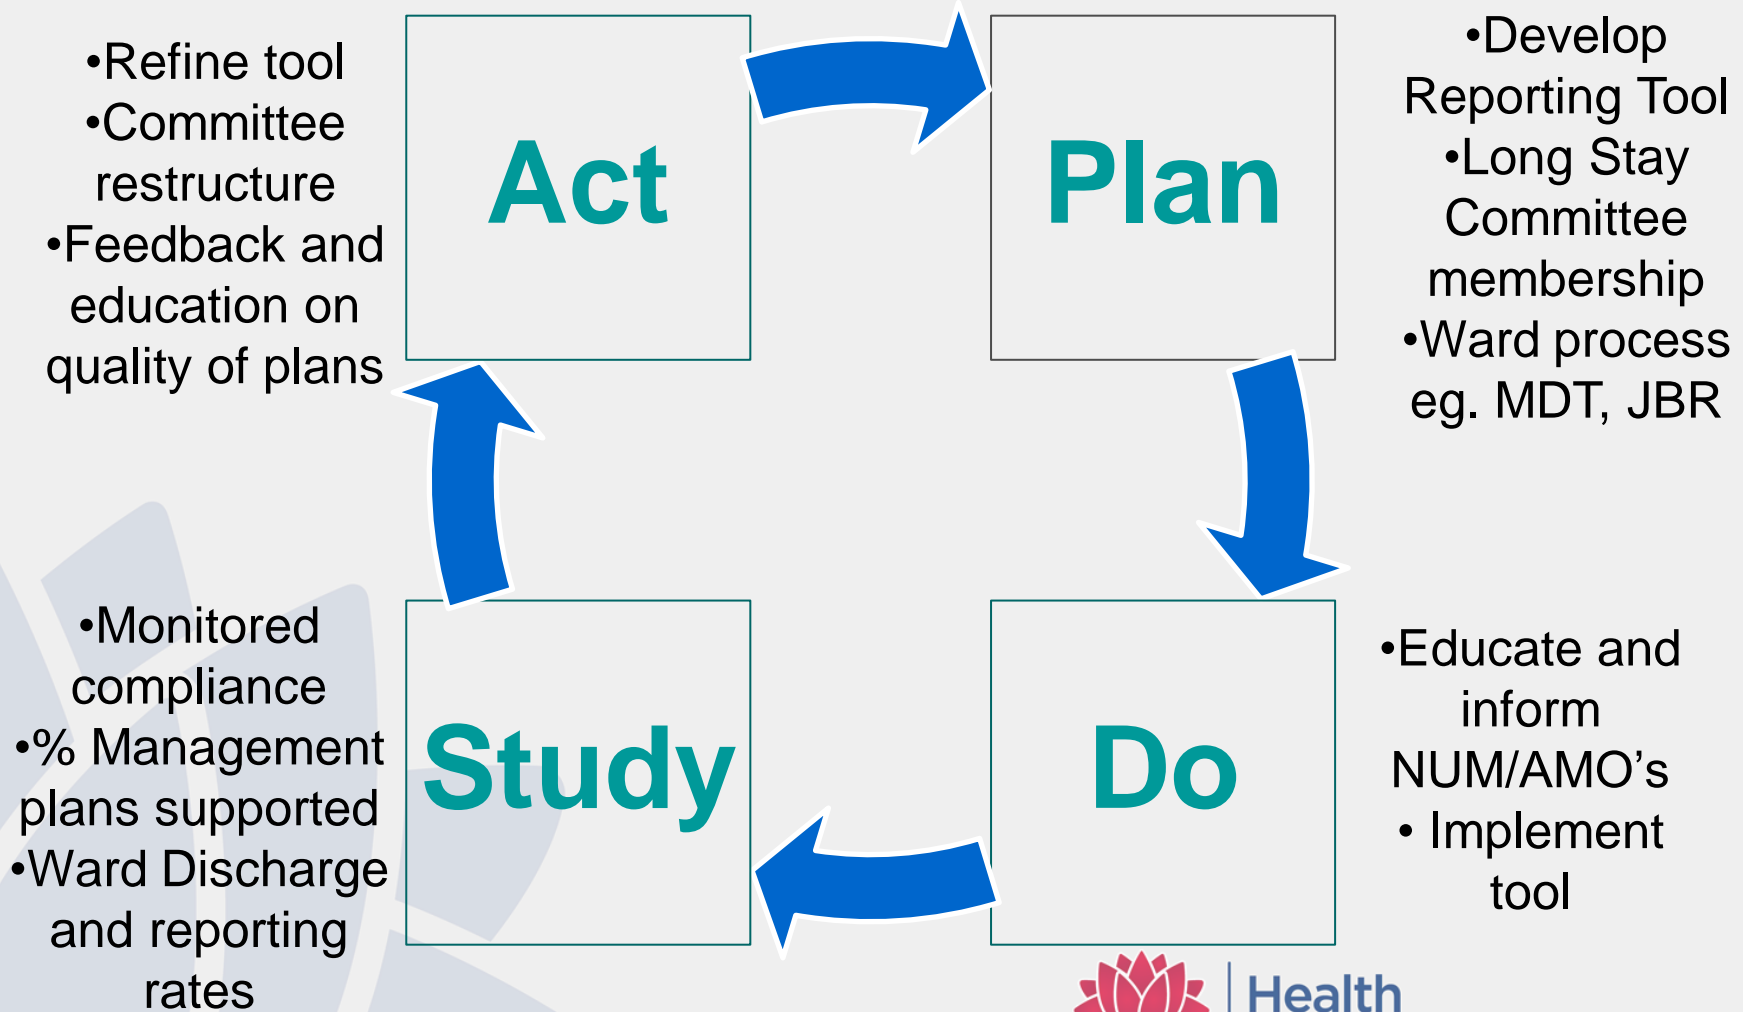 •Refine tool
•Committee
restructure
•Feedback and
education on
quality of plans
Act
Plan
•Develop
Reporting Tool
•Long Stay
Committee
membership
•Ward process
eg. MDT, JBR
•Monitored
compliance
•% Management
plans supported
•Ward Discharge
and reporting
rates
Study
Do
•Educate and
inform
NUM/AMO’s
• Implement
tool
Health